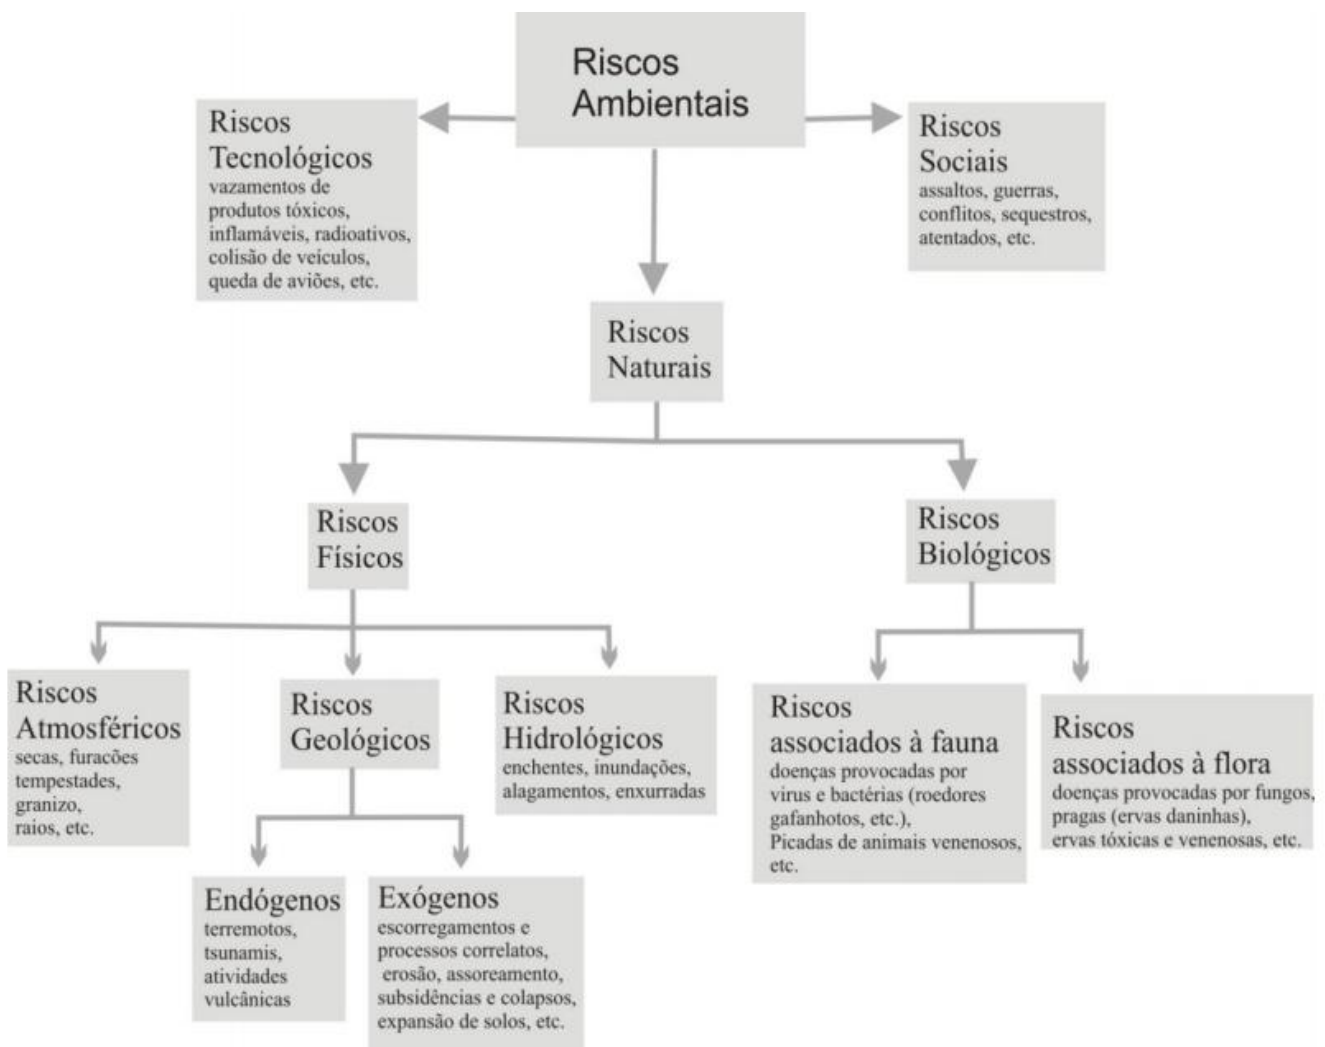 Riscos
Ambientais
Riscos
Tecnológicos
vazamentos de
produtos tóxicos,
inflamáveis, radioativos,
colisão de veículos,
queda de aviões, etc.
Riscos
Sociais
assaltos, guerras,
conflitos, sequestros,
atentados, etc.
Riscos
Naturais
Riscos
Físicos
Riscos
Biológicos
Riscos
Atmosféricos
secas, furacões
tempestades,
granizo,
raios, etc.
Riscos
Geológicos
Riscos
Hidrológicos
enchentes, inundações,
alagamentos, enxurradas
Riscos
associados à fauna
doenças provocadas por
virus e bactérias (roedores
gafanhotos, etc.),
Picadas de animais venenosos,
etc.
Riscos
associados à flora
doenças provocadas por fungos,
pragas (ervas daninhas),
ervas tóxicas e venenosas, etc.
Endógenos
terremotos,
tsunamis,
atividades
vulcânicas
Exógenos
escorregamentos e
processos correlatos,
erosão, assoreamento,
subsidências e colapsos,
expansão de solos, etc.